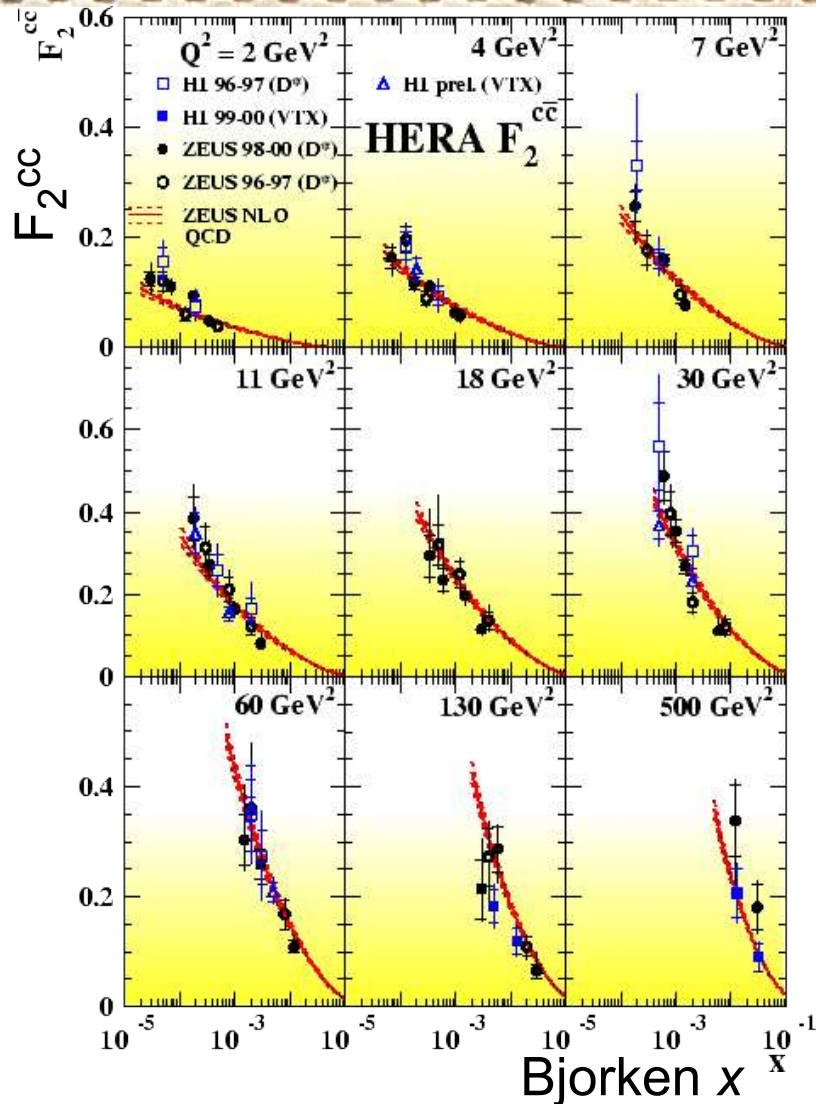 F₂cc̄
F₂cc
0.6
0.4
0.2
0
Q² = 2 GeV²
H1 96-97 (D*)
H1 99-00 (VTX)
ZEUS 98-00 (D*)
ZEUS 96-97 (D*)
ZEUS NLO
QCD
4 GeV²
H1 prel. (VTX)
HERA F₂cc̄
7 GeV²
0.6
0.4
0.2
0
11 GeV²
18 GeV²
30 GeV²
0.4
0.2
0
60 GeV²
130 GeV²
500 GeV²
10⁻⁵ 10⁻³ 10⁻⁵ 10⁻³ 10⁻⁵ 10⁻³ 10⁻¹
x
Bjorken x